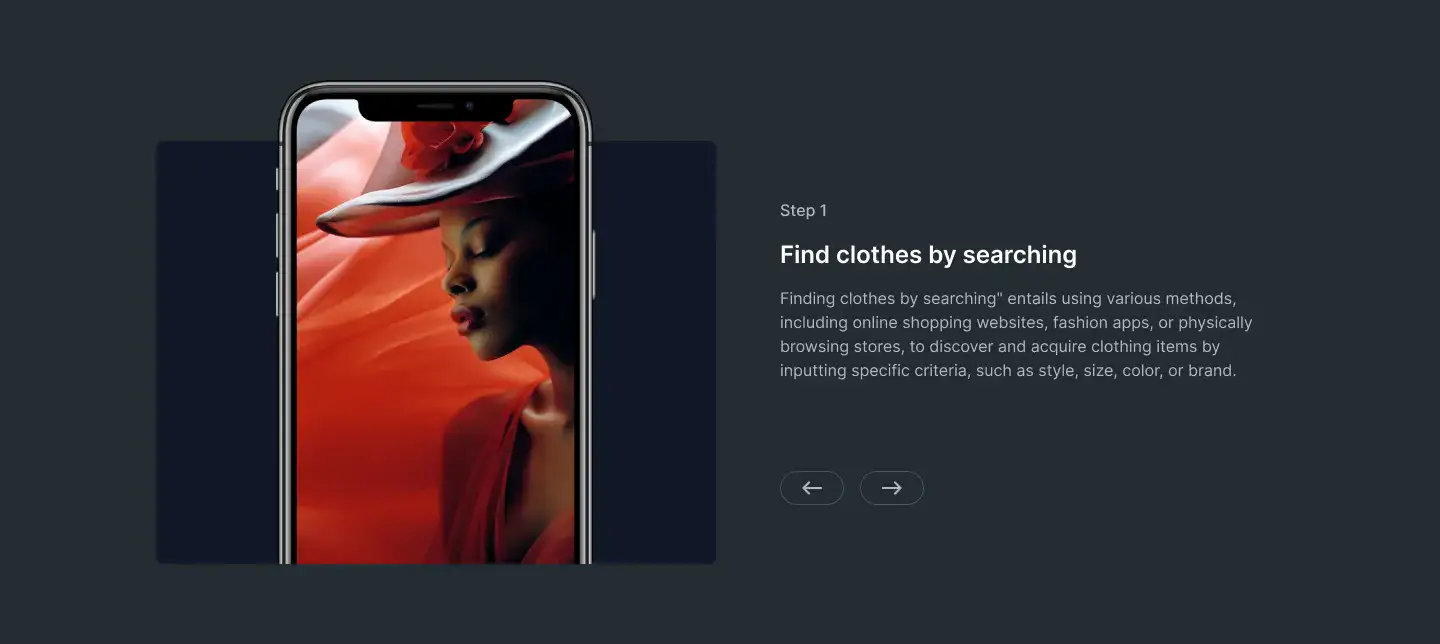 Step 1
Find clothes by searching
Finding clothes by searching" entails using various methods,
including online shopping websites, fashion apps, or physically
browsing stores, to discover and acquire clothing items by
inputting specific criteria, such as style, size, color, or brand.